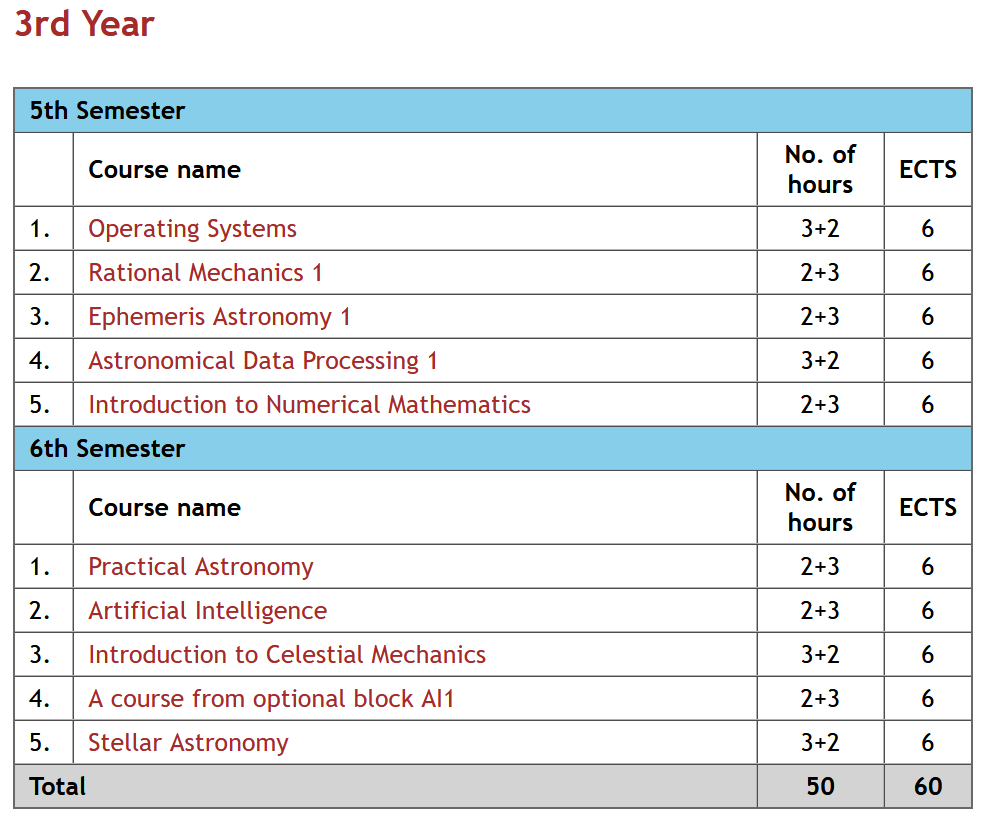 3rd Year
5th Semester
Course name No. of hours ECTS
1. Operating Systems 3+2 6
2. Rational Mechanics 1 2+3 6
3. Ephemeris Astronomy 1 2+3 6
4. Astronomical Data Processing 1 3+2 6
5. Introduction to Numerical Mathematics 2+3 6
6th Semester
Course name No. of hours ECTS
1. Practical Astronomy 2+3 6
2. Artificial Intelligence 2+3 6
3. Introduction to Celestial Mechanics 3+2 6
4. A course from optional block AI1 2+3 6
5. Stellar Astronomy 3+2 6
Total 50 60